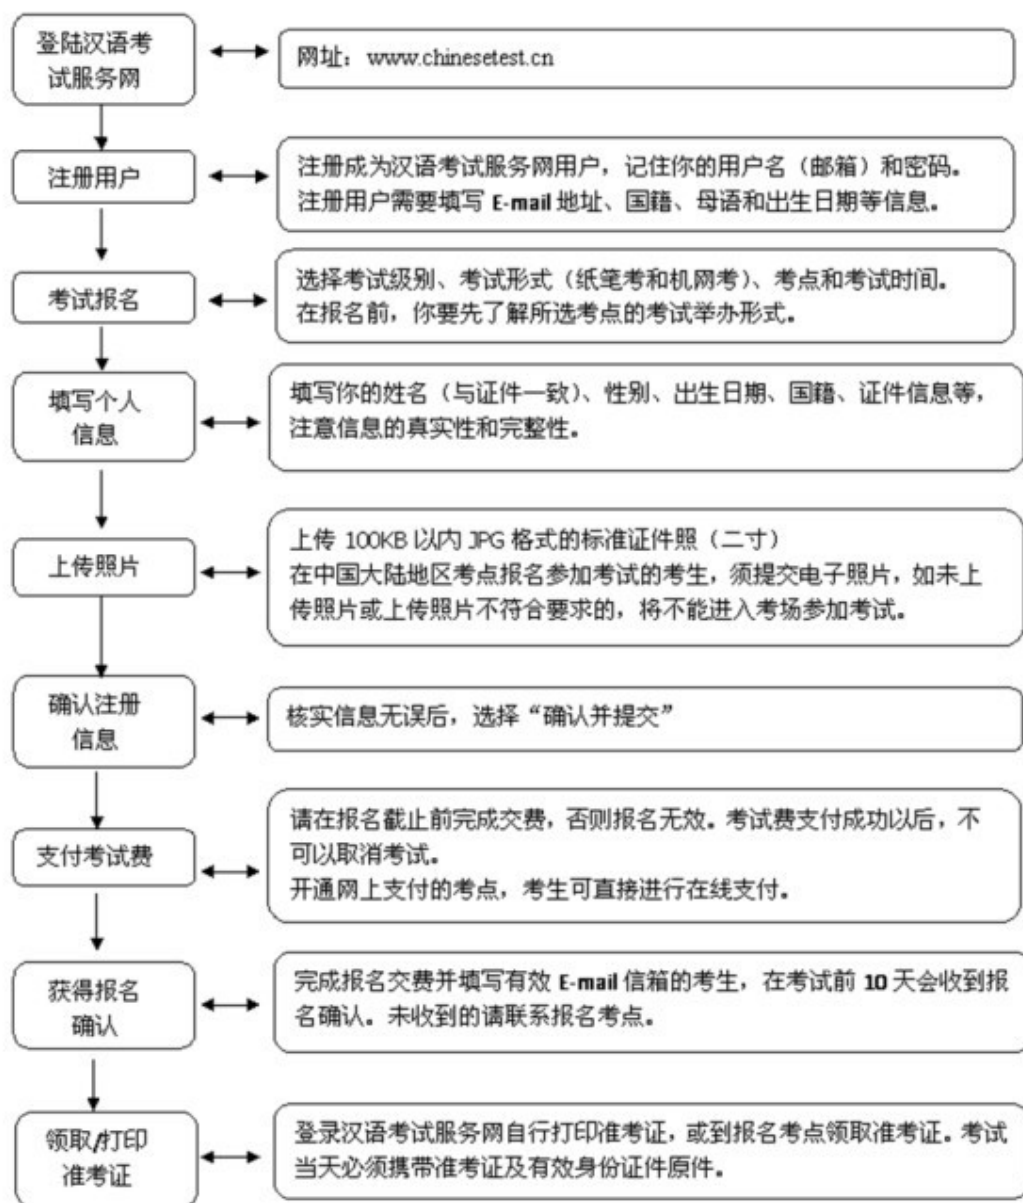 登陆汉语考
试服务网
网址：www.chinesetest.cn
注册用户
注册成为汉语考试服务网用户，记住你的用户名（邮箱）和密码。
注册用户需要填写 E-mail 地址、国籍、母语和出生日期等信息。
考试报名
选择考试级别、考试形式（纸笔考和机网考）、考点和考试时间。
在报名前，你要先了解所选考点的考试举办形式。
填写个人
信息
填写你的姓名（与证件一致）、性别、出生日期、国籍、证件信息等，
注意信息的真实性和完整性。
上传照片
上传 100KB 以内 JPG 格式的标准证件照（二寸）
在中国大陆地区考点报名参加考试的考生，须提交电子照片，如未上
传照片或上传照片不符合要求的，将不能进入考场参加考试。
确认注册
信息
核实信息无误后，选择“确认并提交”
支付考试费
请在报名截止前完成交费，否则报名无效。考试费支付成功以后，不
可以取消考试。
开通网上支付的考点，考生可直接进行在线支付。
获得报名
确认
完成报名交费并填写有效 E-mail 信箱的考生，在考试前 10 天会收到报
名确认。未收到的请联系报名考点。
领取/打印
准考证
登录汉语考试服务网自行打印准考证，或到报名考点领取准考证。考试
当天必须携带准考证及有效身份证件原件。